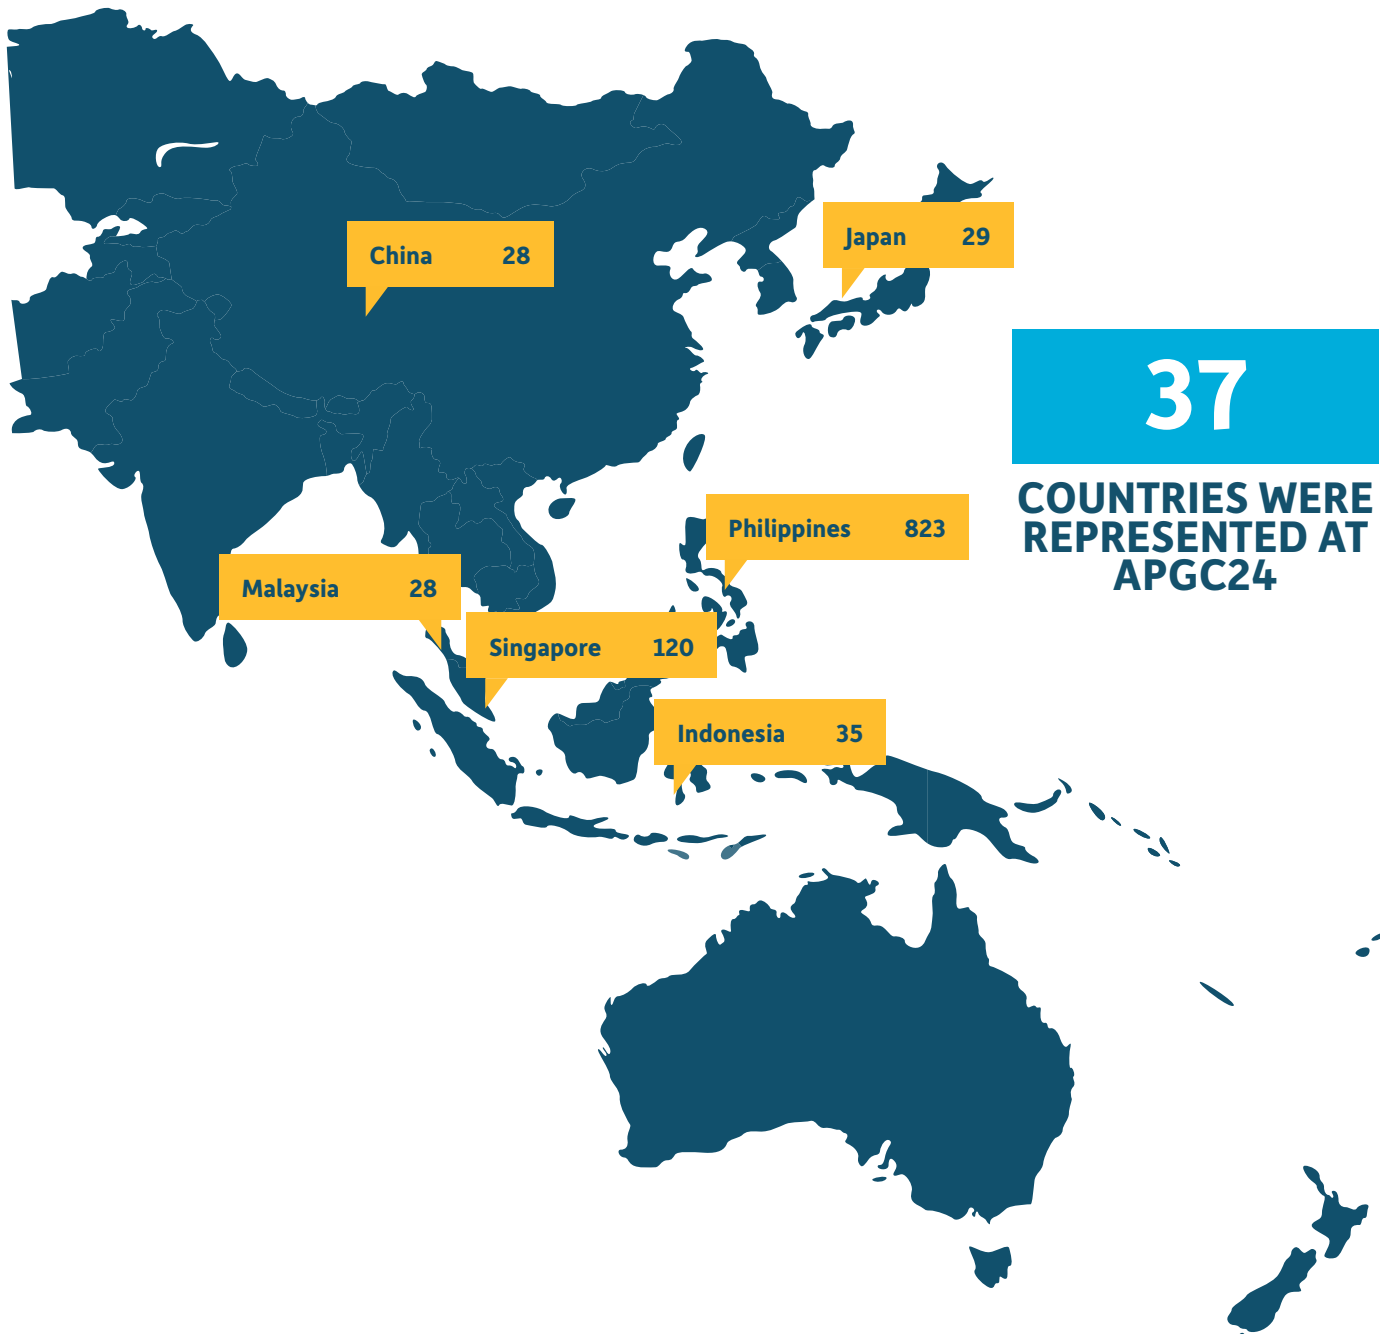 China 28
Japan 29
37
COUNTRIES WERE
REPRESENTED AT
APGC24
Philippines 823
Malaysia 28
Singapore 120
Indonesia 35